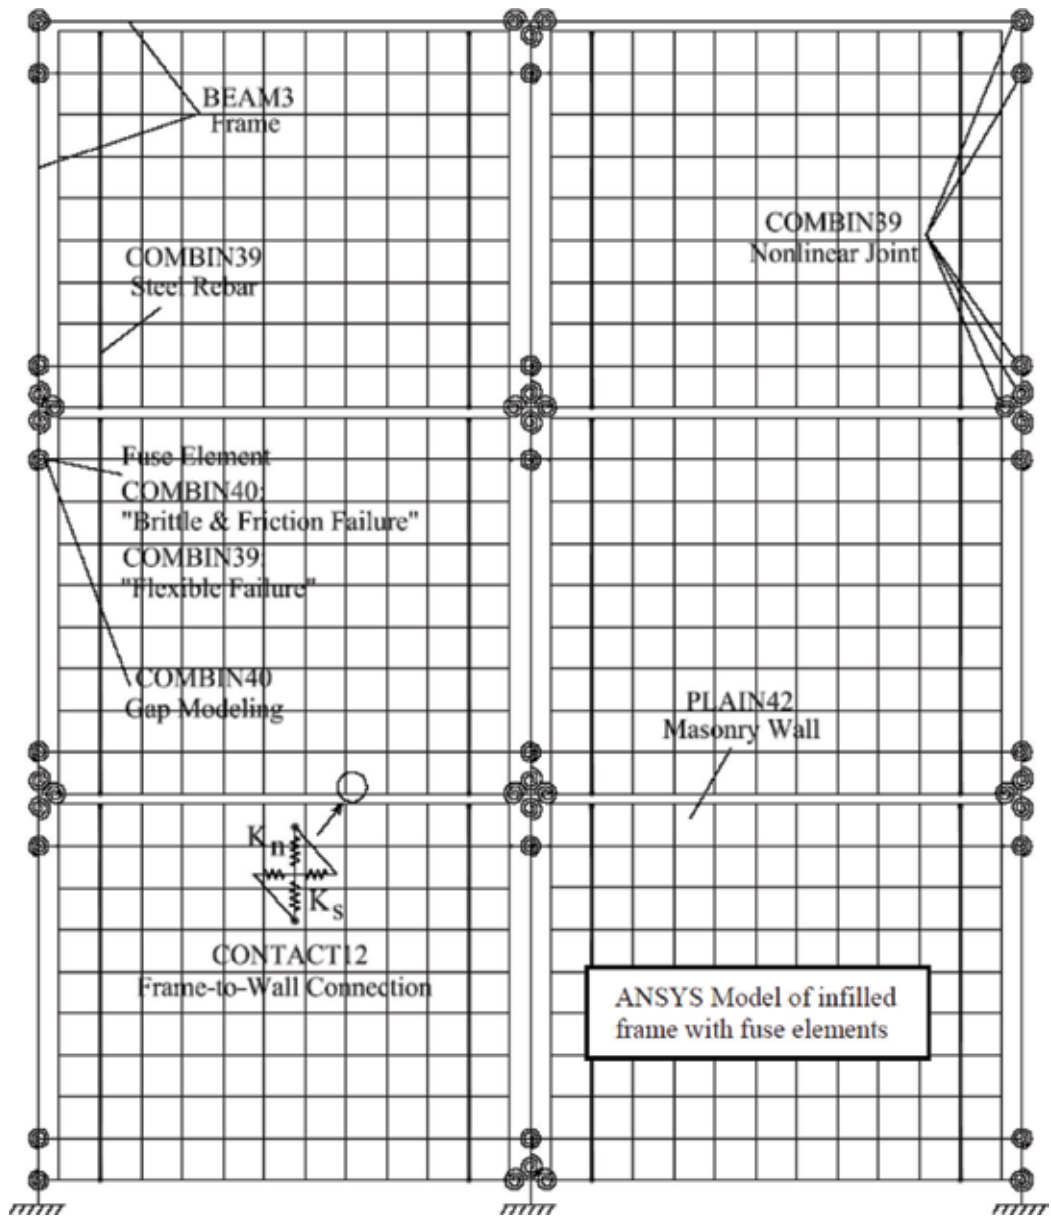 BEAM3
Frame
COMBIN39
Nonlinear Joint
COMBIN39
Steel Rebar
Fuse Element
COMBIN40:
"Brittle & Friction Failure"
COMBIN39:
"Flexible Failure"
COMBIN40
Gap Modeling
PLAIN42
Masonry Wall
Kn
Ks
CONTACT12
Frame-to-Wall Connection
ANSYS Model of infilled
frame with fuse elements